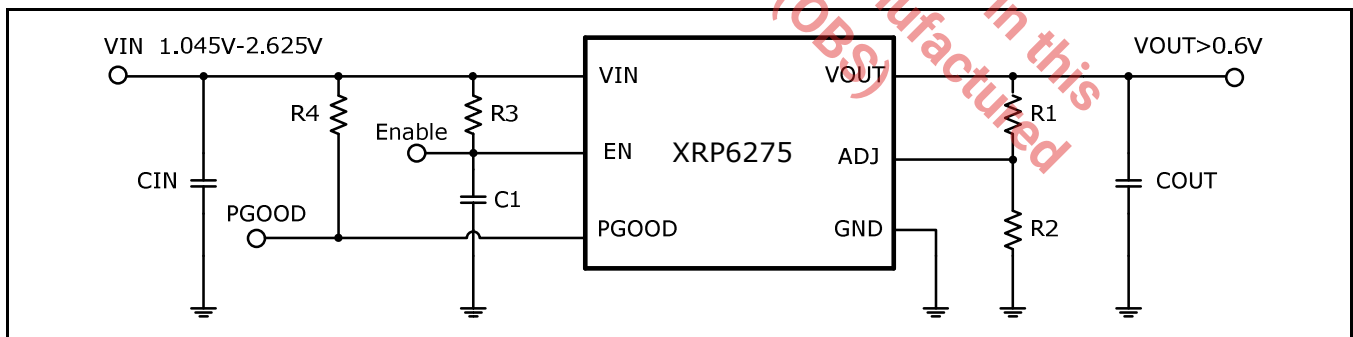 in this
nufactured
(OBS)
VIN 1.045V-2.625V
VOUT>0.6V
VIN
VOUT
R4
R3
R1
Enable
EN
XRP6275
ADJ
CIN
C1
COUT
PGOOD
PGOOD
GND
R2